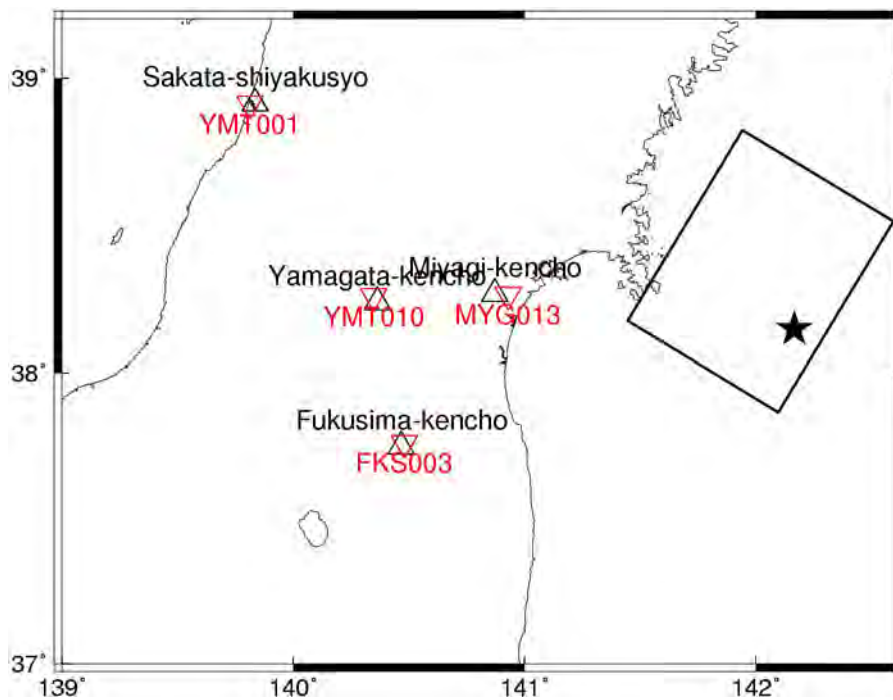 39˚
Sakata-shiyakusyo
YMT001
Miyagi-kencho
Yamagata-kencho
YMT010
MYG013
38˚
Fukusima-kencho
FKS003
37˚
139˚
140˚
141˚
142˚